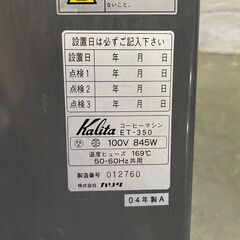 ないこと。
設置日は必ずご記入下さい
設置日 年 月 日
点検1 年 月 日
点検2 年 月 日
点検3 年 月 日
Kalita コーヒーマシン
ET-350
100V 845W
温度ヒューズ 169℃
50-60Hz共用
製造番号 012760
株式会社 カリタ
04年製A